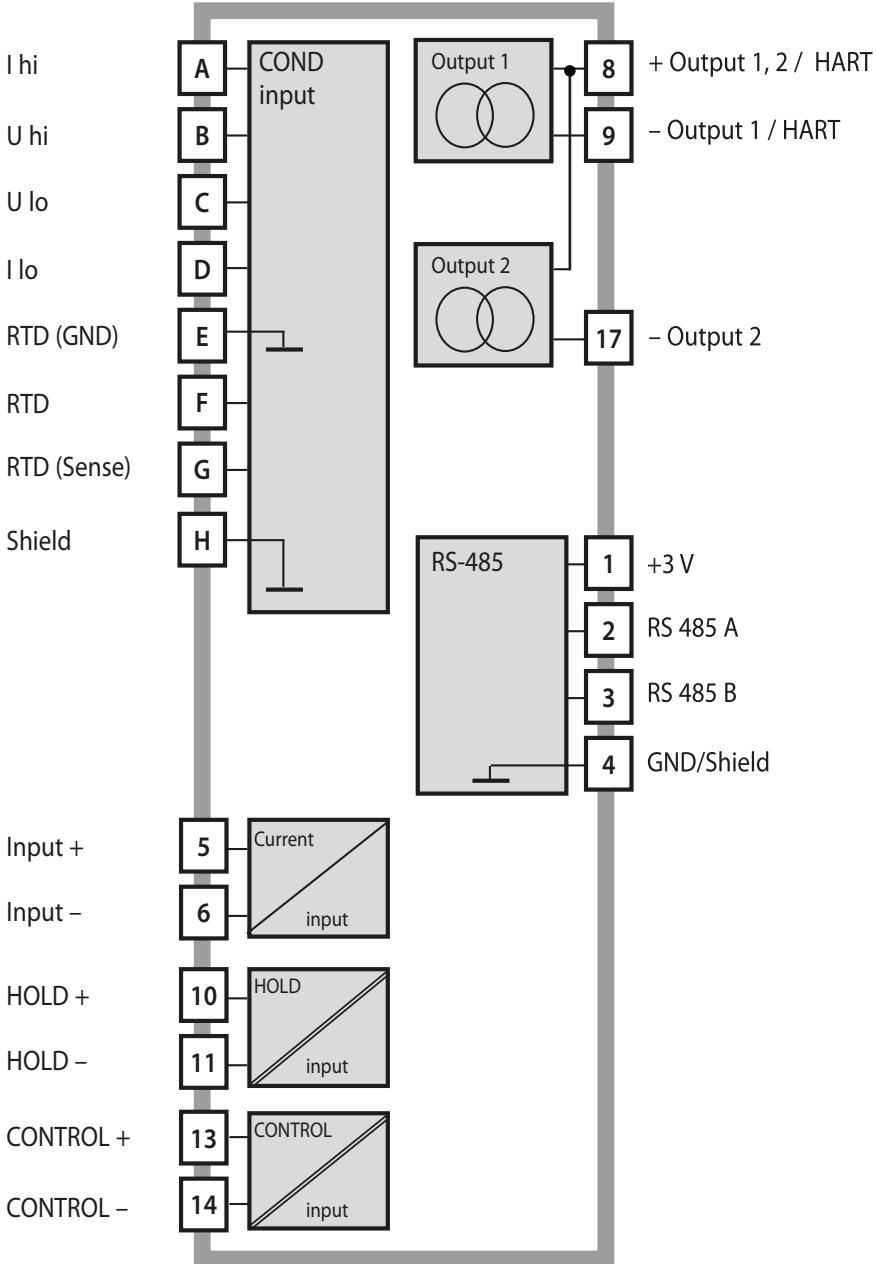 I hi
A
COND
input
U hi
B
U lo
C
I lo
D
RTD (GND)
E
RTD
F
RTD (Sense)
G
Shield
H
Output 1
8
+ Output 1, 2 / HART
9
– Output 1 / HART
Output 2
17
– Output 2
RS-485
1
+3 V
2
RS 485 A
3
RS 485 B
4
GND/Shield
Input +
5
Current
input
Input –
6
HOLD +
10
HOLD
input
HOLD –
11
CONTROL +
13
CONTROL
input
CONTROL –
14